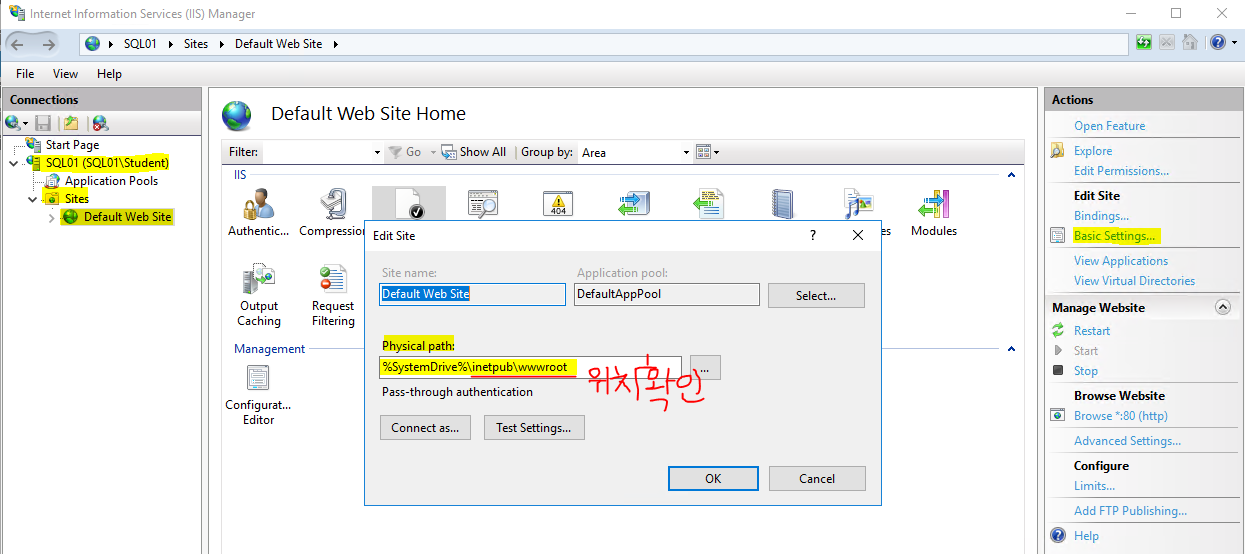 Internet Information Services (IIS) Manager
SQL01 Sites Default Web Site
File View Help
Connections
Start Page
SQL01 (SQL01\Student)
Application Pools
Sites
Default Web Site
Default Web Site Home
Filter: Go Show All Group by: Area
IIS
Authentic... Compression Modules
404
Output Caching
Request Filtering
Management
Configurat... Editor
Edit Site
?
Site name:
Application pool:
Default Web Site
DefaultAppPool
Select...
Physical path:
%SystemDrive%\inetpub\wwwroot
...
위치 확인
Pass-through authentication
Connect as...
Test Settings...
OK
Cancel
Actions
Open Feature
Explore
Edit Permissions...
Edit Site
Bindings...
Basic Settings...
View Applications
View Virtual Directories
Manage Website
Restart
Start
Stop
Browse Website
Browse *:80 (http)
Advanced Settings...
Configure
Limits...
Add FTP Publishing...
Help